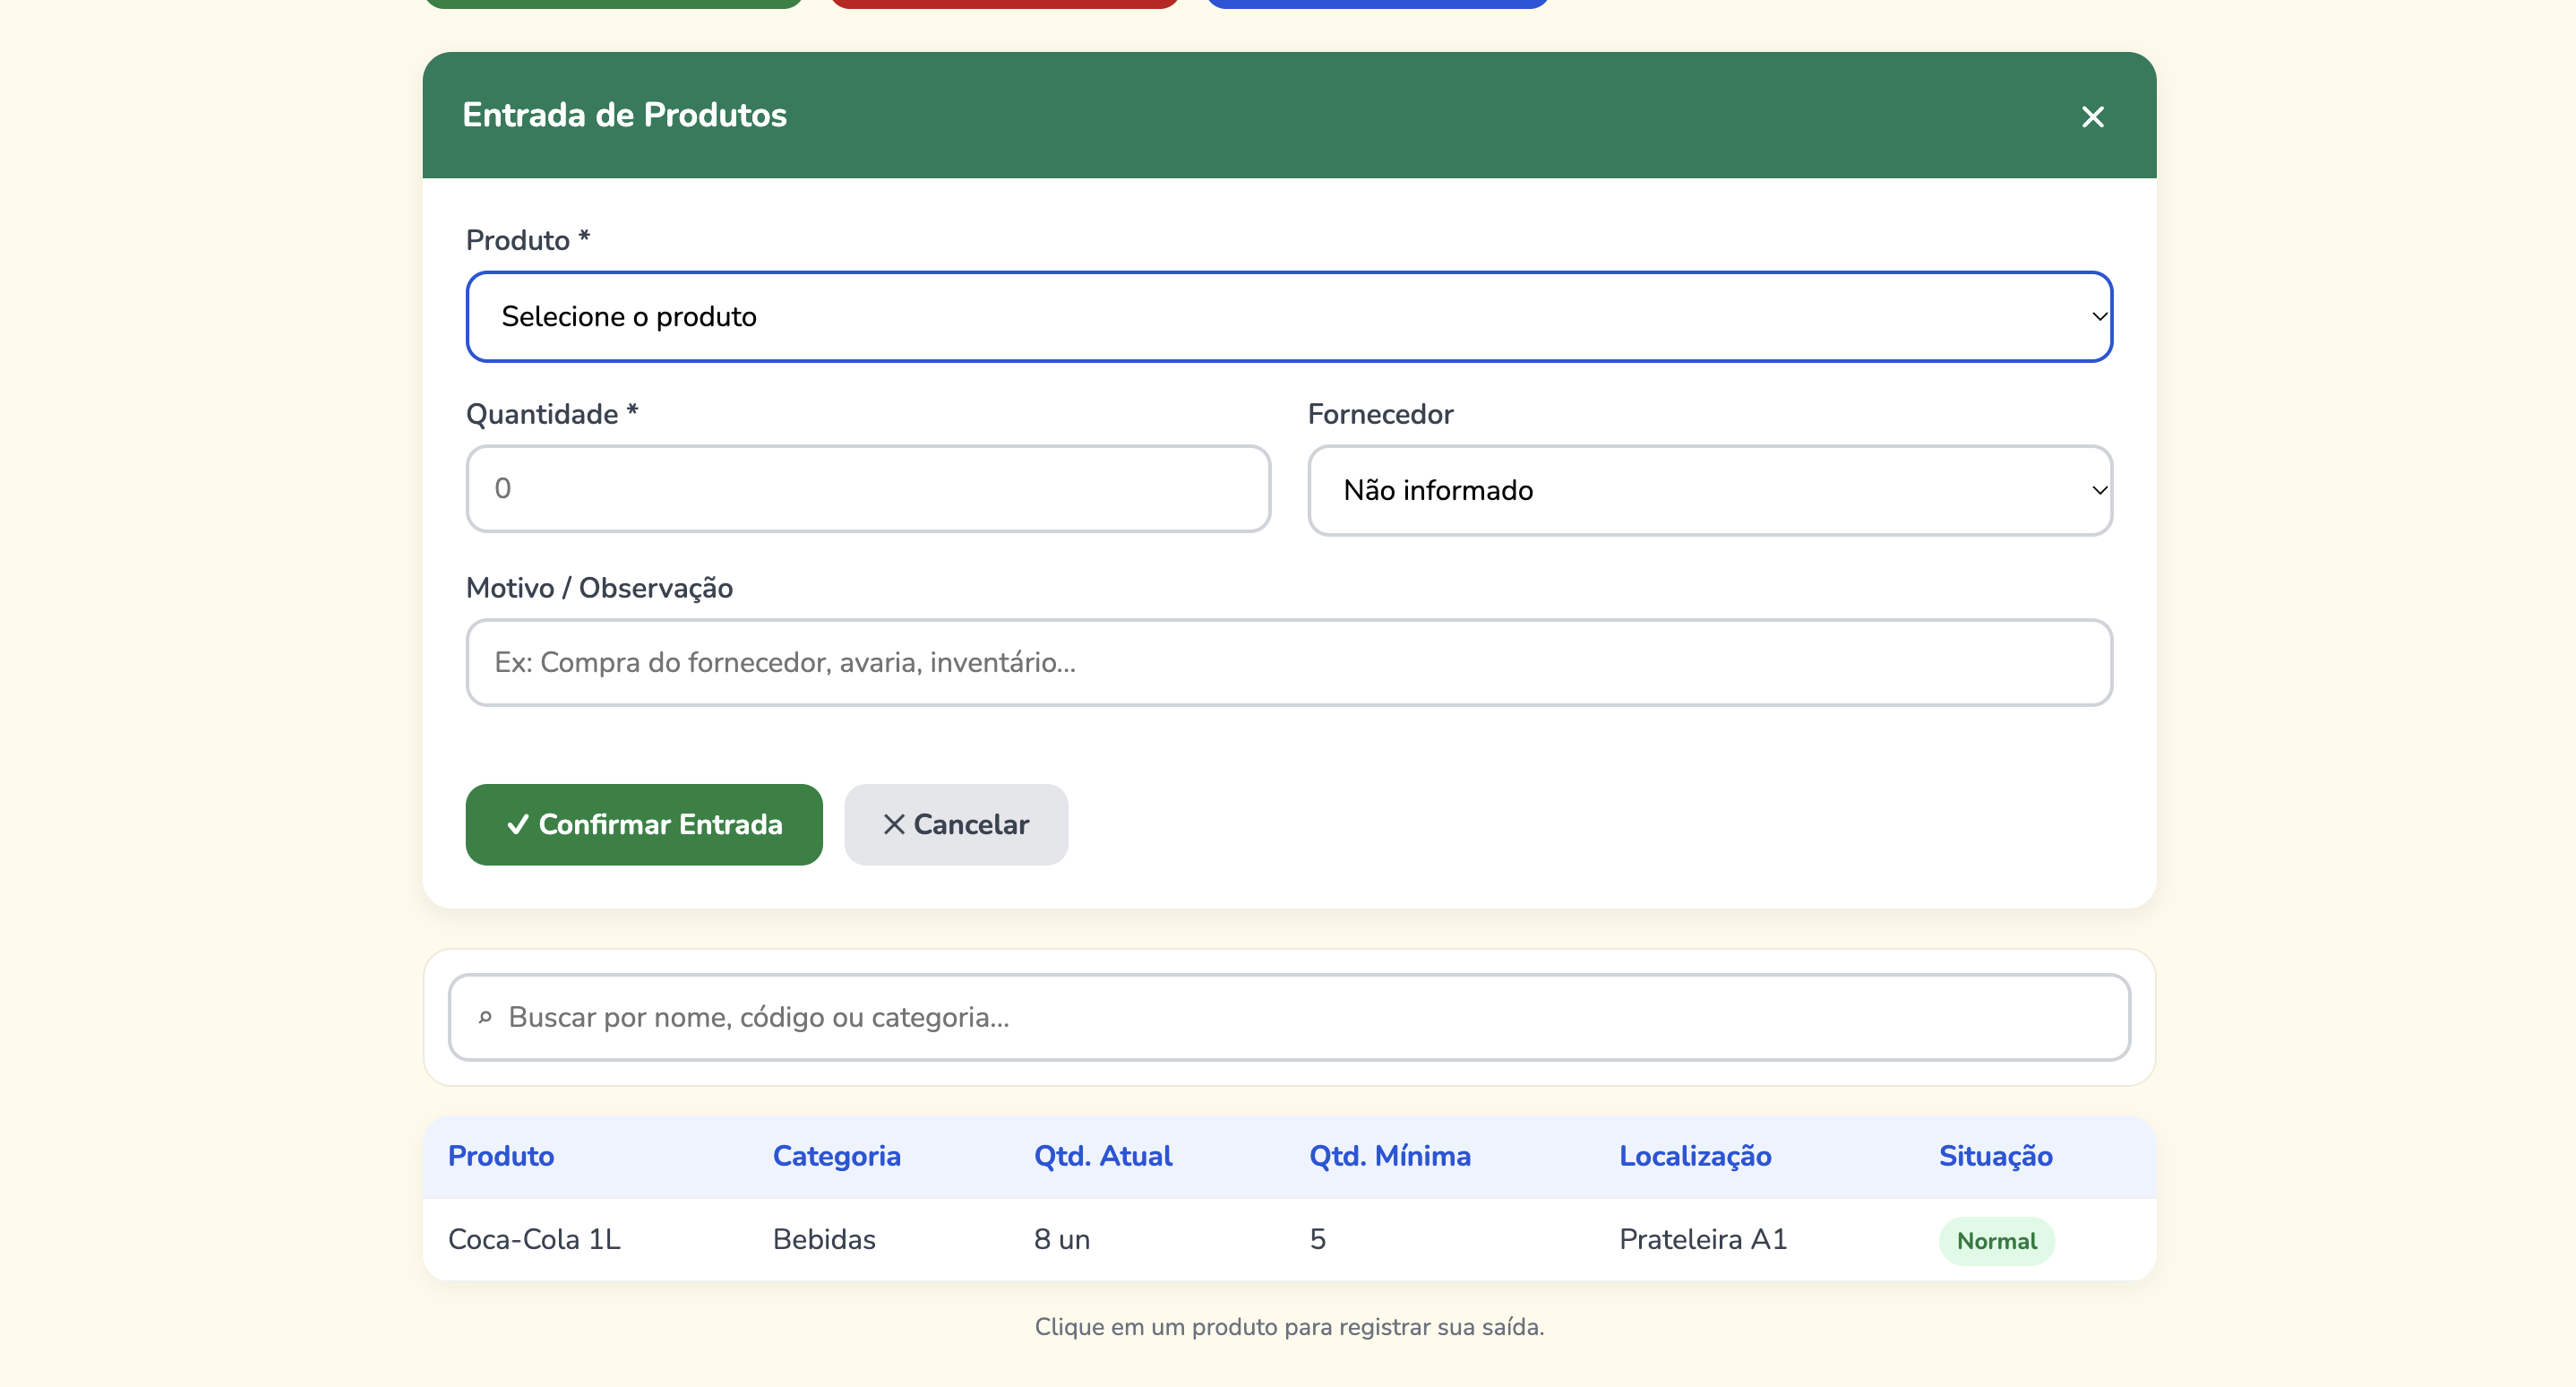 Entrada de Produtos
Produto *
Selecione o produto
Quantidade * Fornecedor
0 Não informado
Motivo / Observação
Ex: Compra do fornecedor, avaria, inventário...
Confirmar Entrada Cancelar
Buscar por nome, código ou categoria...
Produto Categoria Qtd. Atual Qtd. Mínima Localização Situação
Coca-Cola 1L Bebidas 8 un 5 Prateleira A1 Normal
Clique em um produto para registrar sua saída.